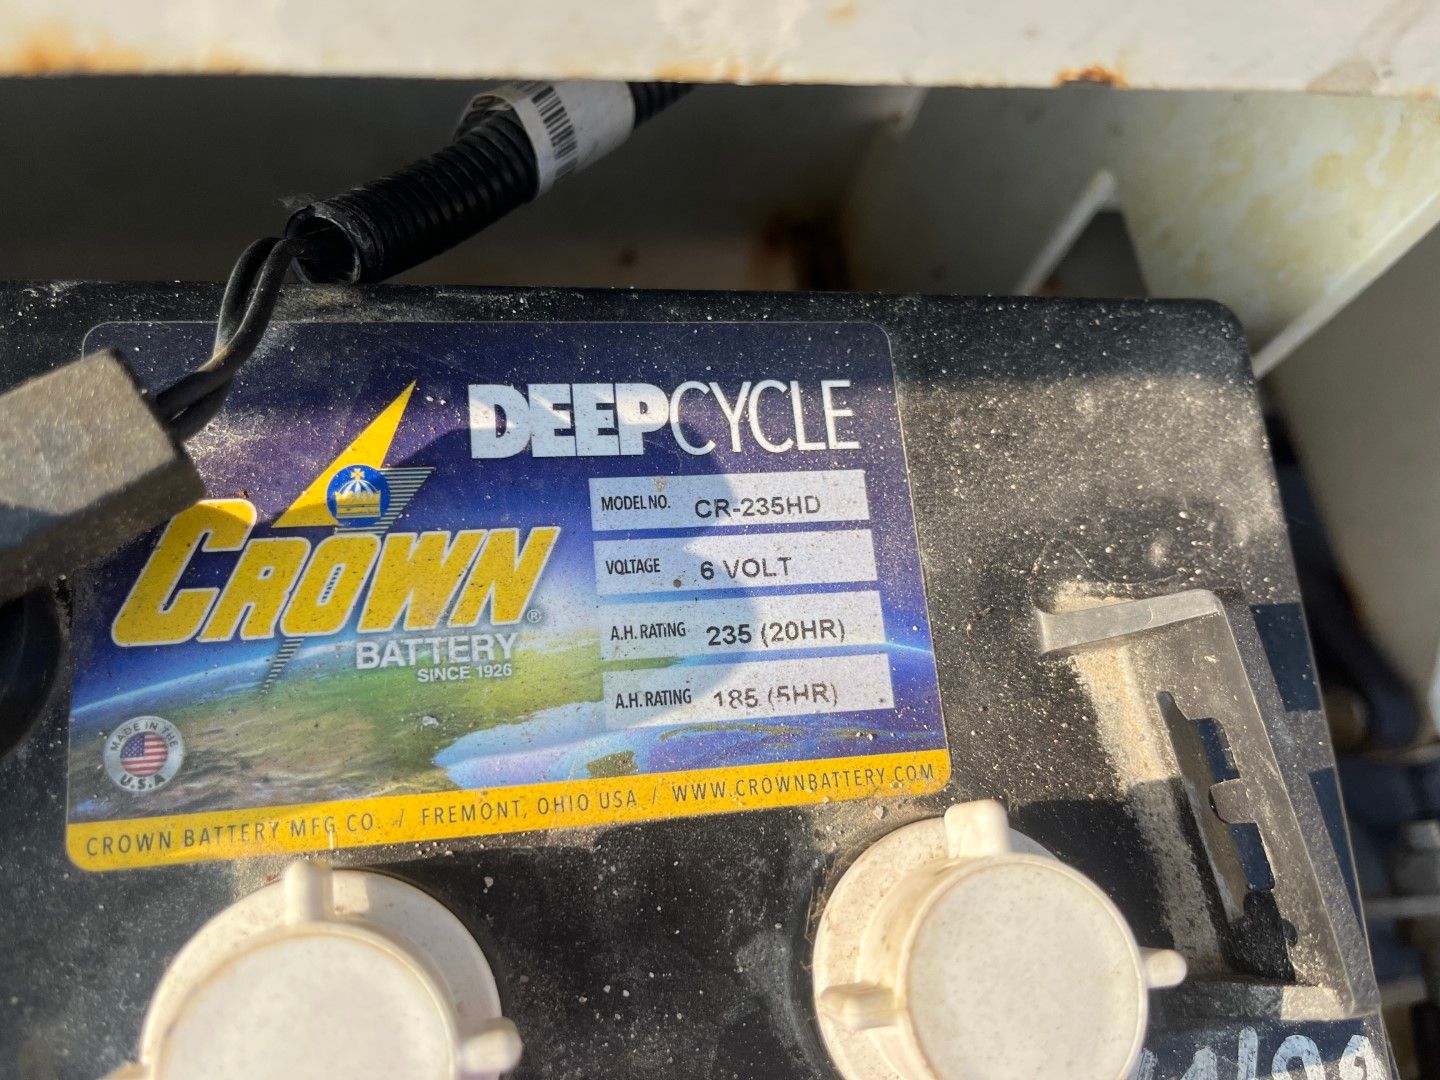 DEEPCYCLE
MODEL NO. CR-235HD
VOLTAGE 6 VOLT
A.H. RATING 235 (20HR)
A.H. RATING 185 (5HR)
CROWN®
BATTERY
SINCE 1926
MADE IN THE
U.S.A
CROWN BATTERY MFG CO. / FREMONT, OHIO USA / WWW.CROWNBATTERY.COM